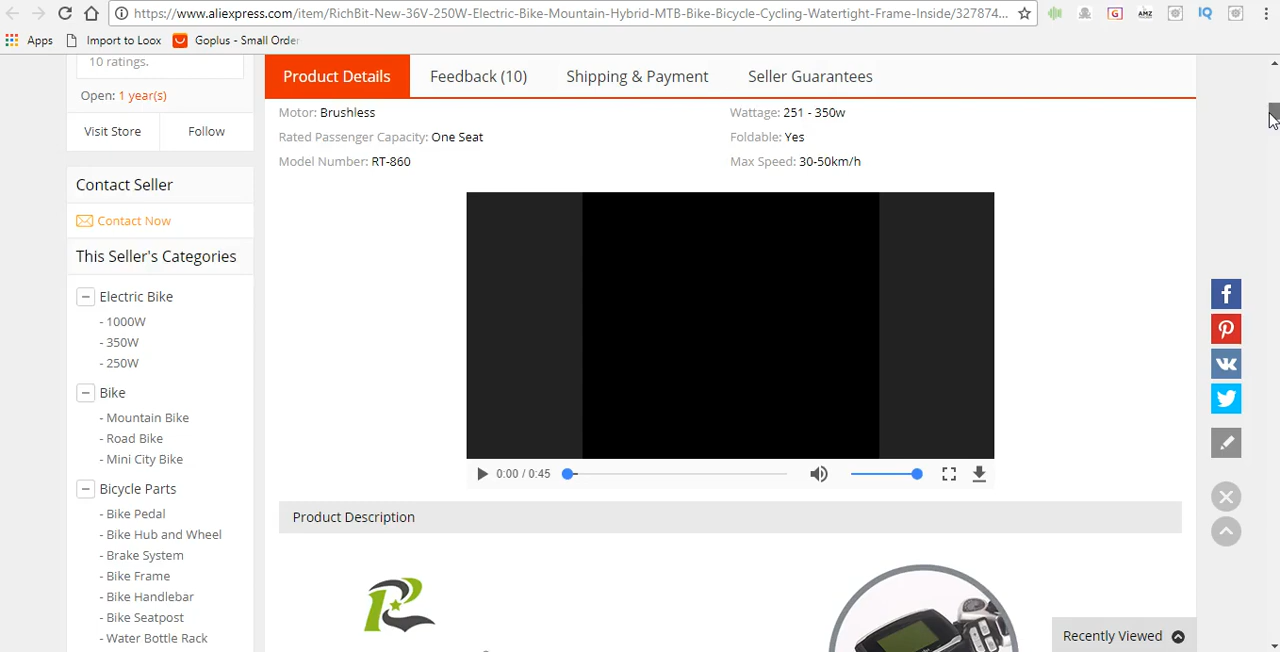 https://www.aliexpress.com/item/RichBit-New-36V-250W-Electric-Bike-Mountain-Hybrid-MTB-Bike-Bicycle-Cycling-Watertight-Frame-Inside/327874...
G AMZ IQ
Apps Import to Loox Goplus - Small Order
10 ratings.
Open: 1 year(s)
Visit Store Follow
Contact Seller
Contact Now
This Seller's Categories
Electric Bike
- 1000W
- 350W
- 250W
Bike
- Mountain Bike
- Road Bike
- Mini City Bike
Bicycle Parts
- Bike Pedal
- Bike Hub and Wheel
- Brake System
- Bike Frame
- Bike Handlebar
- Bike Seatpost
- Water Bottle Rack
Product Details Feedback (10) Shipping & Payment Seller Guarantees
Motor: Brushless Wattage: 251 - 350w
Rated Passenger Capacity: One Seat Foldable: Yes
Model Number: RT-860 Max Speed: 30-50km/h
0:00 / 0:45
Product Description
Recently Viewed